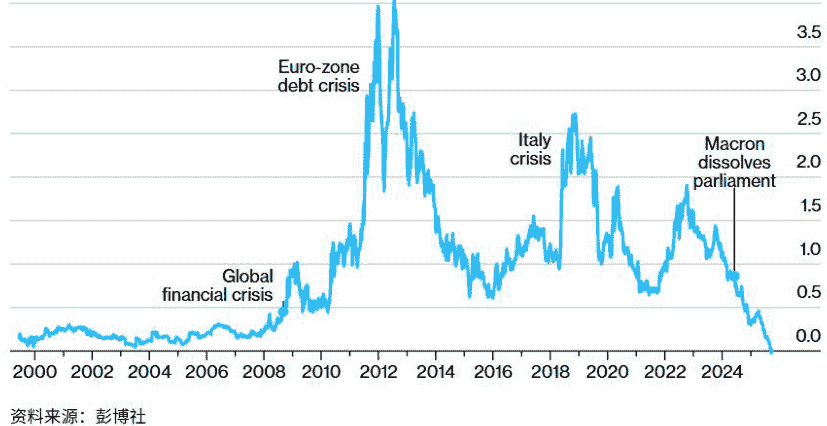 3.5
3.0
2.5
2.0
1.5
1.0
0.5
0.0
Euro-zone
debt crisis
Italy
crisis
Macron
dissolves
parliament
Global
financial crisis
2000 2002 2004 2006 2008 2010 2012 2014 2016 2018 2020 2022 2024
资料来源：彭博社